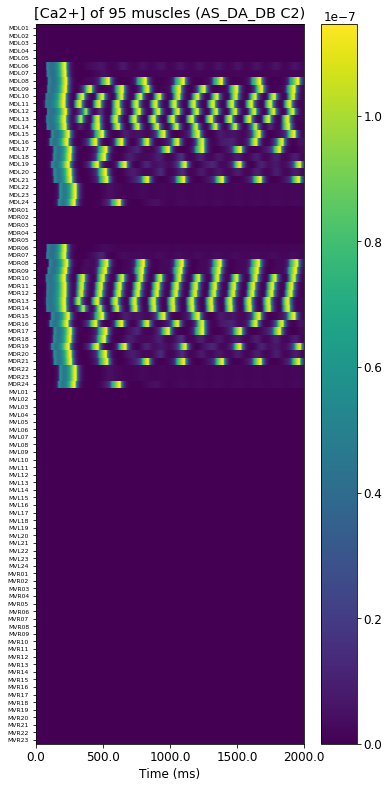 [Ca2+] of 95 muscles (AS_DA_DB C2)
1e−7
MDL01
MDL02
MDL03
MDL04
MDL05
MDL06
MDL07
MDL08
MDL09
MDL10
MDL11
MDL12
MDL13
MDL14
MDL15
MDL16
MDL17
MDL18
MDL19
MDL20
MDL21
MDL22
MDL23
MDL24
MDR01
MDR02
MDR03
MDR04
MDR05
MDR06
MDR07
MDR08
MDR09
MDR10
MDR11
MDR12
MDR13
MDR14
MDR15
MDR16
MDR17
MDR18
MDR19
MDR20
MDR21
MDR22
MDR23
MDR24
MVL01
MVL02
MVL03
MVL04
MVL05
MVL06
MVL07
MVL08
MVL09
MVL10
MVL11
MVL12
MVL13
MVL14
MVL15
MVL16
MVL17
MVL18
MVL19
MVL20
MVL21
MVL22
MVL23
MVL24
MVR01
MVR02
MVR03
MVR04
MVR05
MVR06
MVR07
MVR08
MVR09
MVR10
MVR11
MVR12
MVR13
MVR14
MVR15
MVR16
MVR17
MVR18
MVR19
MVR20
MVR21
MVR22
MVR23
0.0 500.0 1000.0 1500.0 2000.0
Time (ms)
1.0
0.8
0.6
0.4
0.2
0.0